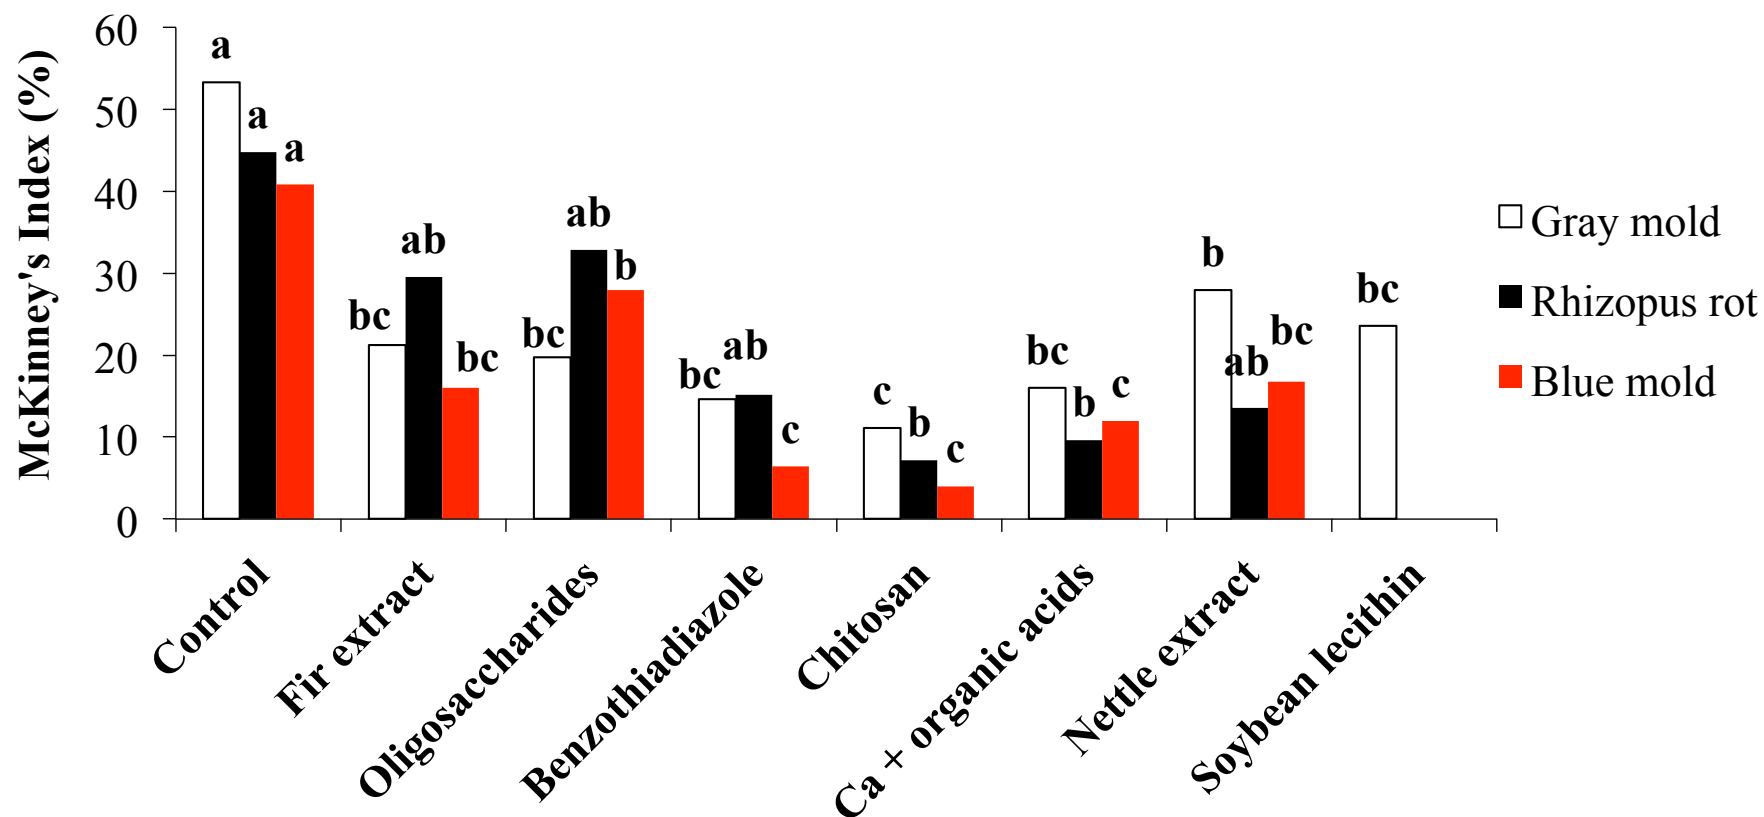 McKinney's Index (%)
60
50
40
30
20
10
0
a
a
a
bc
ab
bc
bc
ab
b
bc
ab
c
c
b
c
bc
b
c
b
ab
bc
bc
Control
Fir extract
Oligosaccharides
Benzothiadiazole
Chitosan
Ca + organic acids
Nettle extract
Soybean lecithin
Gray mold
Rhizopus rot
Blue mold